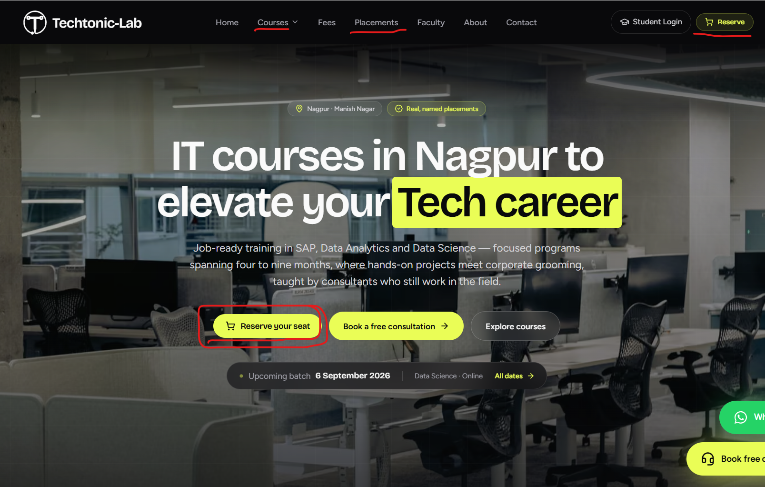 Techtonic-Lab
Home Courses Fees Placements Faculty About Contact
Student Login Reserve
Nagpur · Manish Nagar Real, named placements
IT courses in Nagpur to
elevate your Tech career
Job-ready training in SAP, Data Analytics and Data Science — focused programs
spanning four to nine months, where hands-on projects meet corporate grooming,
taught by consultants who still work in the field.
Reserve your seat Book a free consultation → Explore courses
Upcoming batch 6 September 2026 Data Science · Online All dates →
Wh
Book free c